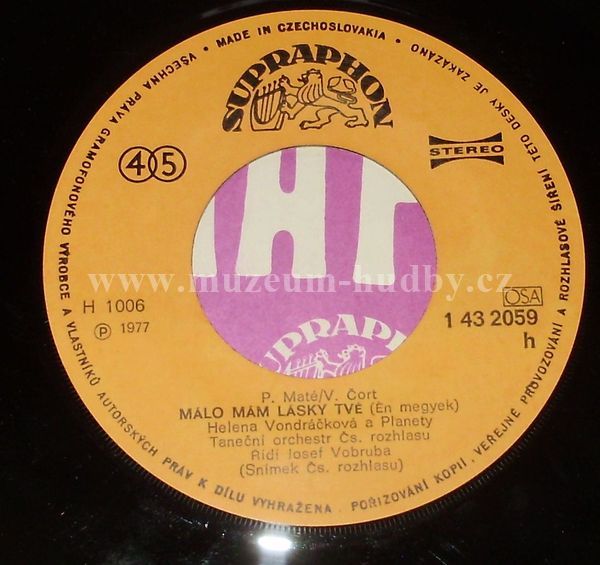 VŠECHNA PRÁVA GRAMOFONOVÉHO VÝROBCE A VLASTNÍKŮ AUTORSKÝCH PRÁV K DÍLU VYHRAŽENA. POŘIZOVÁNÍ KOPIÍ, VEŘEJNÉ PROVOZOVÁNÍ A ROZHLASOVÉ ŠÍŘENÍ TÉTO DESKY JE ZAKÁZÁNO
• MADE IN CZECHOSLOVAKIA •
SUPRAPHON
45
STEREO
SUPRAPHON
www.muzeum-hudby.cz
H 1006
Ⓟ 1977
OSA
1 43 2059
h
P. Maté/V. Čort
MÁLO MÁM LÁSKY TVÉ (Én megyek)
Helena Vondráčková a Planety
Taneční orchestr Čs. rozhlasu
Řídí Josef Vobruba
(Snímek Čs. rozhlasu)